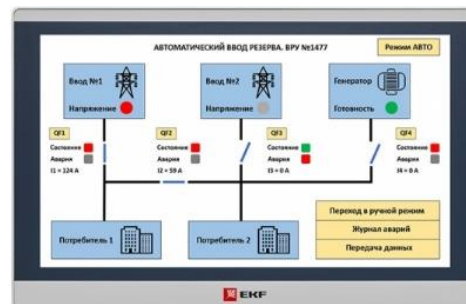 АВТОМАТИЧЕСКИЙ ВВОД РЕЗЕРВА. ВРУ №1477
Режим АВТО
Ввод №1
Напряжение
Ввод №2
Напряжение
Генератор
Готовность
QF1
Состояние
Авария
I1 = 124 А
QF2
Состояние
Авария
I2 = 59 А
QF3
Состояние
Авария
I3 = 0 А
QF4
Состояние
Авария
I4 = 0 А
Потребитель 1
Потребитель 2
Переход в ручной режим
Журнал аварий
Передача данных
EKF